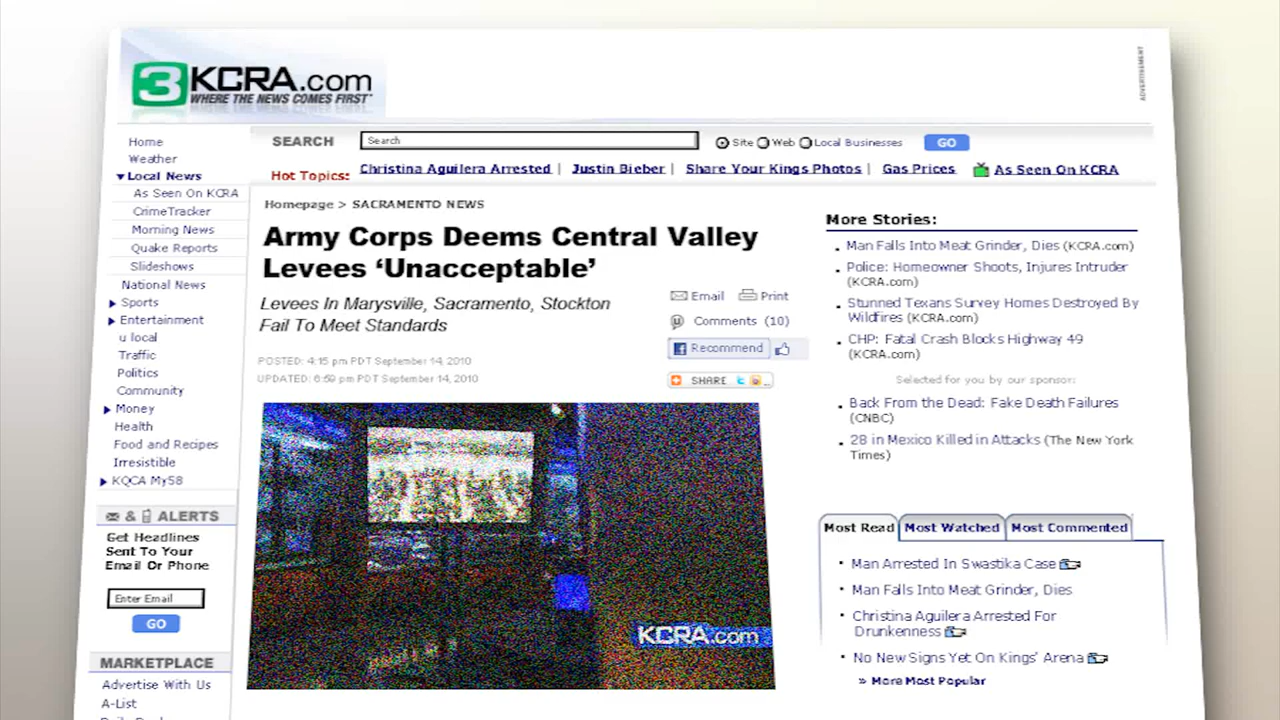 3 KCRA.com
WHERE THE NEWS COMES FIRST
ADVERTISEMENT
Home
Weather
Local News
As Seen On KCRA
CrimeTracker
Morning News
Quake Reports
Slideshows
National News
Sports
Entertainment
u local
Traffic
Politics
Community
Money
Health
Food and Recipes
Irresistible
KQCA My58
& ALERTS
Get Headlines
Sent To Your
Email Or Phone
Enter Email
GO
MARKETPLACE
Advertise With Us
A-List
SEARCH Search Site Web Local Businesses GO
Hot Topics: Christina Aguilera Arrested | Justin Bieber | Share Your Kings Photos | Gas Prices As Seen On KCRA
Homepage > SACRAMENTO NEWS
Army Corps Deems Central Valley
Levees ‘Unacceptable’
Levees In Marysville, Sacramento, Stockton
Fail To Meet Standards
POSTED: 4:15 pm PDT September 14, 2010
UPDATED: 6:59 pm PDT September 14, 2010
Email Print
Comments (10)
Recommend
SHARE
KCRA.com
More Stories:
Man Falls Into Meat Grinder, Dies (KCRA.com)
Police: Homeowner Shoots, Injures Intruder
(KCRA.com)
Stunned Texans Survey Homes Destroyed By
Wildfires (KCRA.com)
CHP: Fatal Crash Blocks Highway 49
(KCRA.com)
Selected for you by our sponsor:
Back From the Dead: Fake Death Failures
(CNBC)
28 in Mexico Killed in Attacks (The New York
Times)
Most Read Most Watched Most Commented
Man Arrested In Swastika Case
Man Falls Into Meat Grinder, Dies
Christina Aguilera Arrested For
Drunkenness
No New Signs Yet On Kings' Arena
» More Most Popular